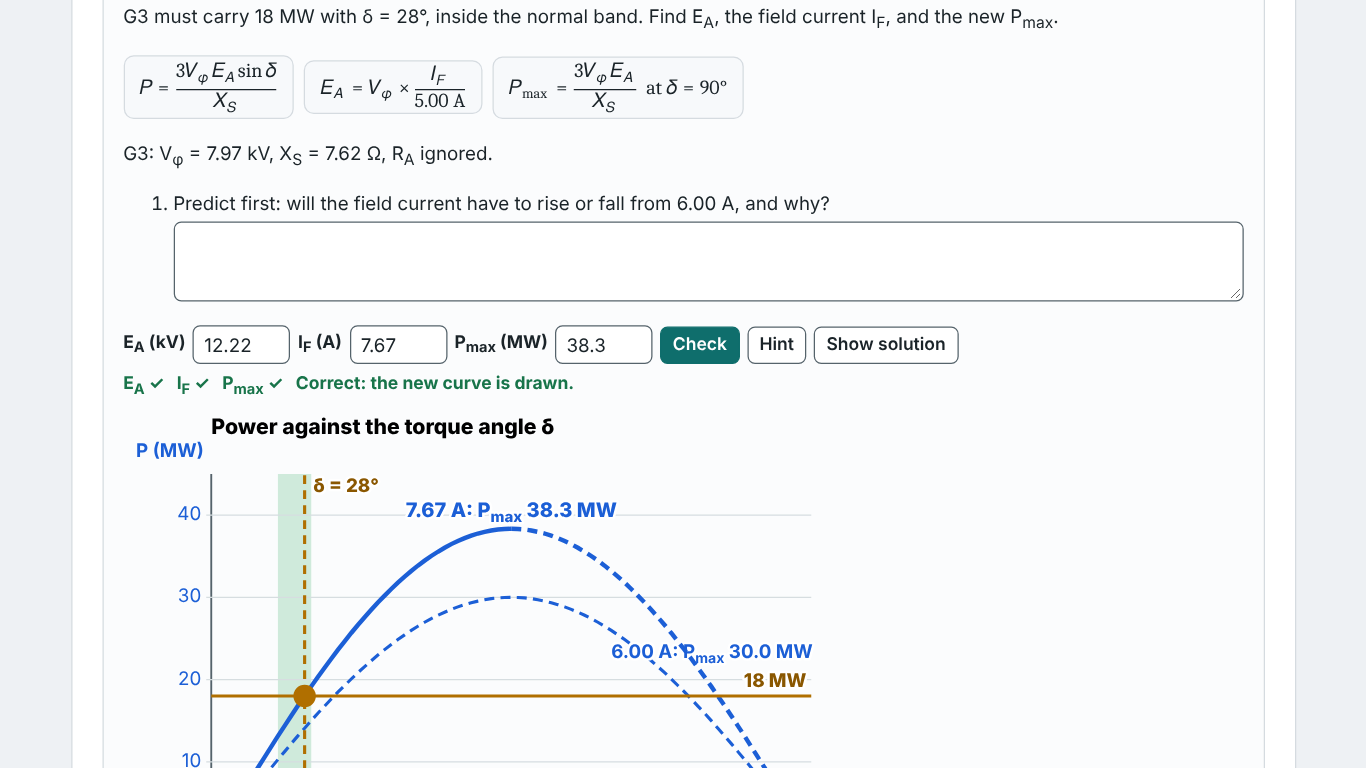 G3 must carry 18 MW with δ = 28°, inside the normal band. Find E_A, the field current I_F, and the new P_max.
P = 3V_φ E_A sin δ / X_S
E_A = V_φ × I_F / 5.00 A
P_max = 3V_φ E_A / X_S at δ = 90°
G3: V_φ = 7.97 kV, X_S = 7.62 Ω, R_A ignored.
1. Predict first: will the field current have to rise or fall from 6.00 A, and why?
E_A (kV) 12.22 I_F (A) 7.67 P_max (MW) 38.3 Check Hint Show solution
E_A ✓ I_F ✓ P_max ✓ Correct: the new curve is drawn.
Power against the torque angle δ
P (MW)
δ = 28°
7.67 A: P_max 38.3 MW
40
30
6.00 A: P_max 30.0 MW
20
18 MW
10